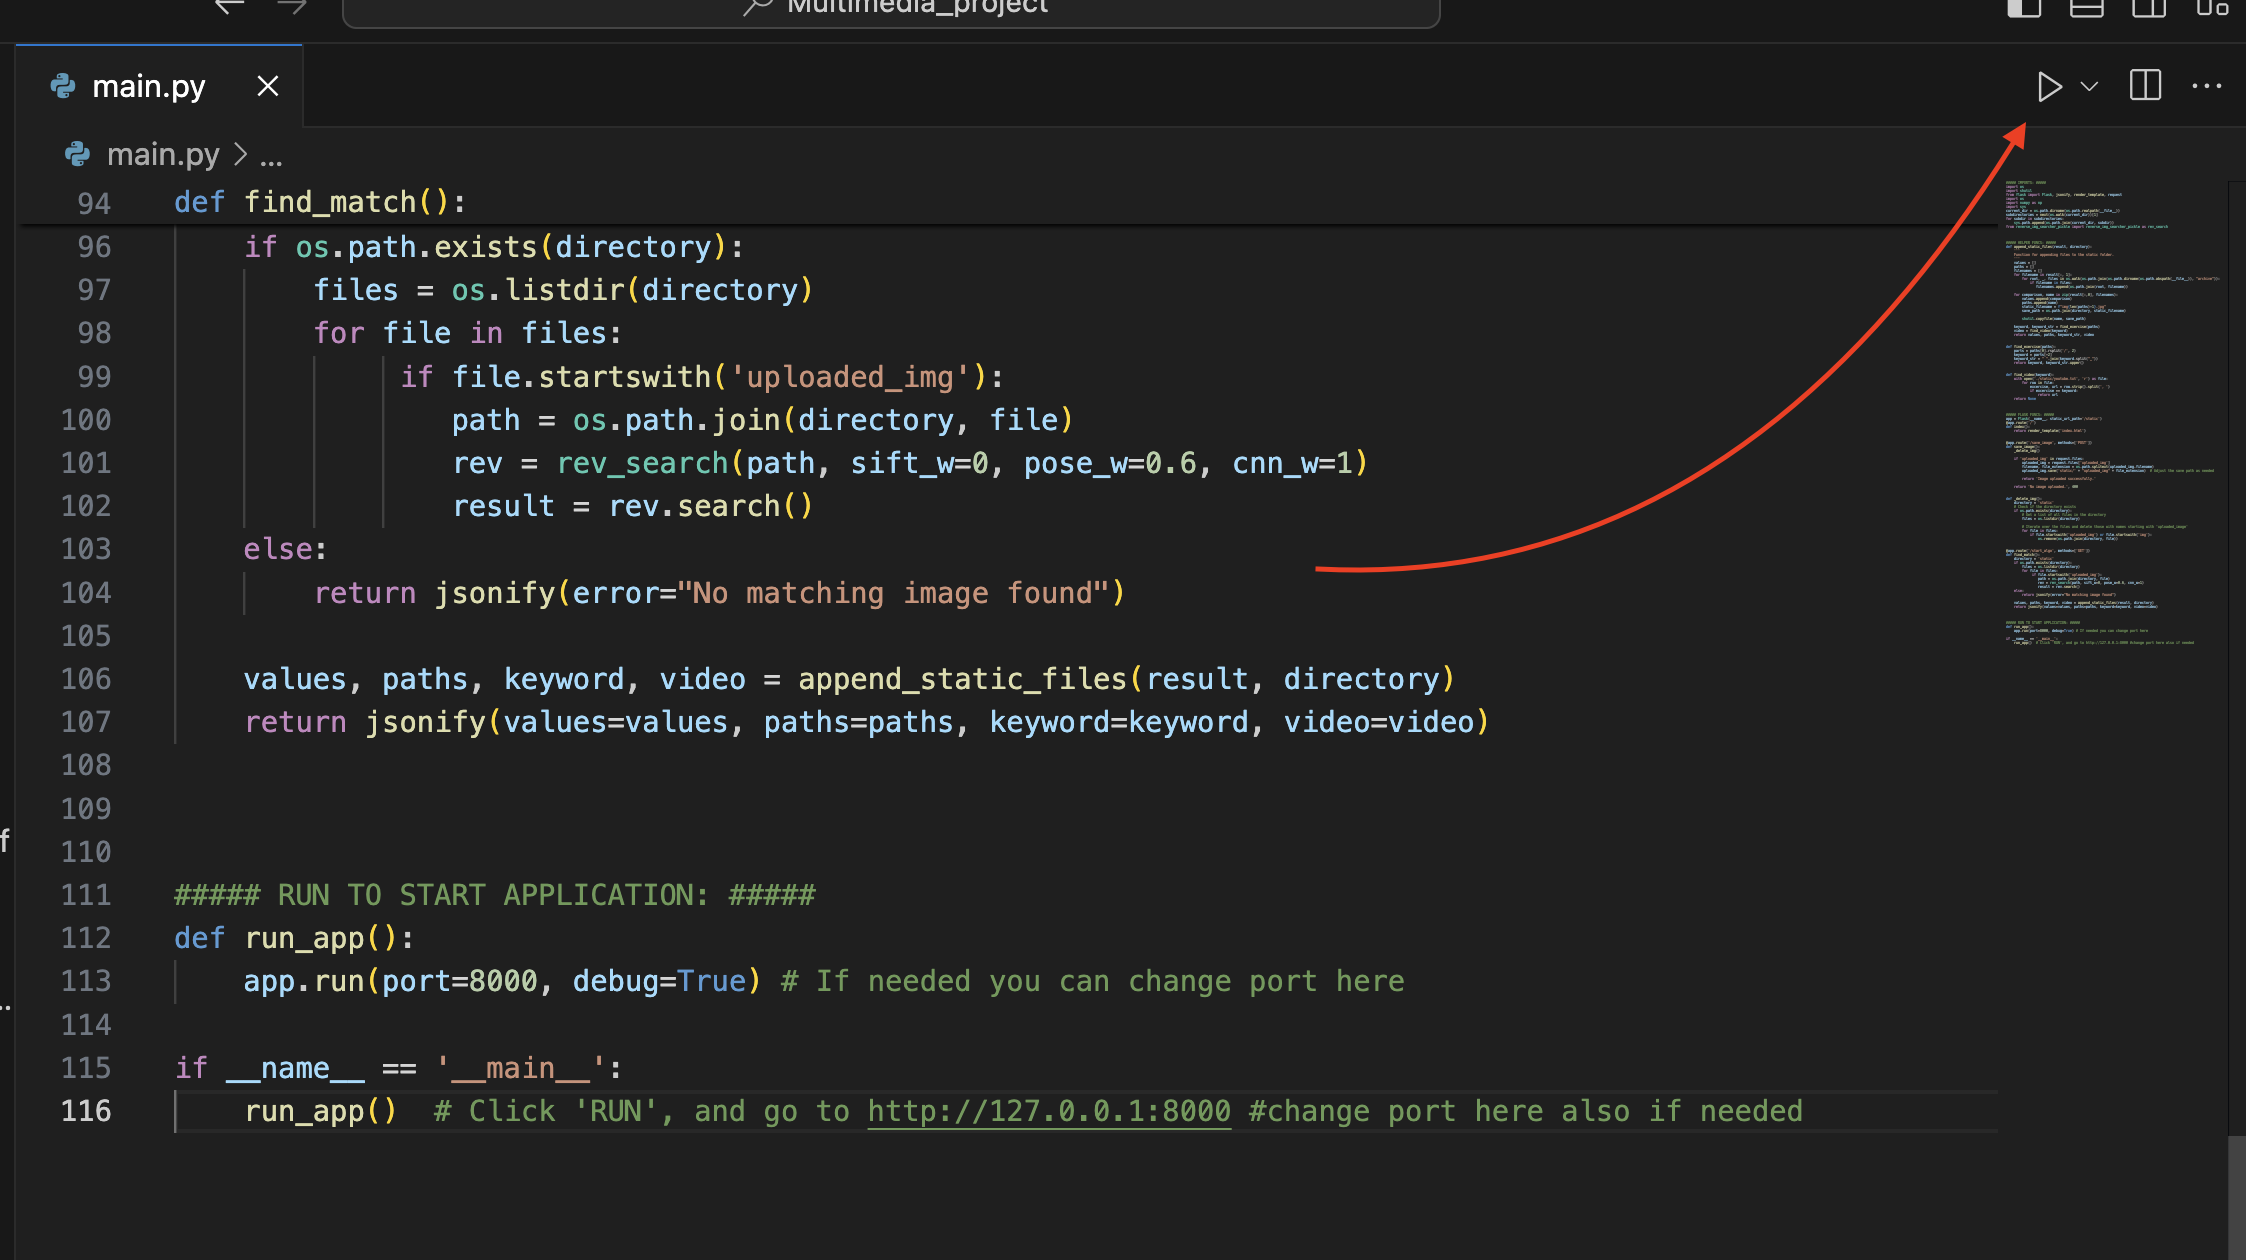 Multimedia_project
main.py
main.py > ...
94 def find_match():
96 if os.path.exists(directory):
97 files = os.listdir(directory)
98 for file in files:
99 if file.startswith('uploaded_img'):
100 path = os.path.join(directory, file)
101 rev = rev_search(path, sift_w=0, pose_w=0.6, cnn_w=1)
102 result = rev.search()
103 else:
104 return jsonify(error="No matching image found")
105
106 values, paths, keyword, video = append_static_files(result, directory)
107 return jsonify(values=values, paths=paths, keyword=keyword, video=video)
108
109
110
111 ##### RUN TO START APPLICATION: #####
112 def run_app():
113 app.run(port=8000, debug=True) # If needed you can change port here
114
115 if __name__ == '__main__':
116 run_app() # Click 'RUN', and go to http://127.0.0.1:8000 #change port here also if needed